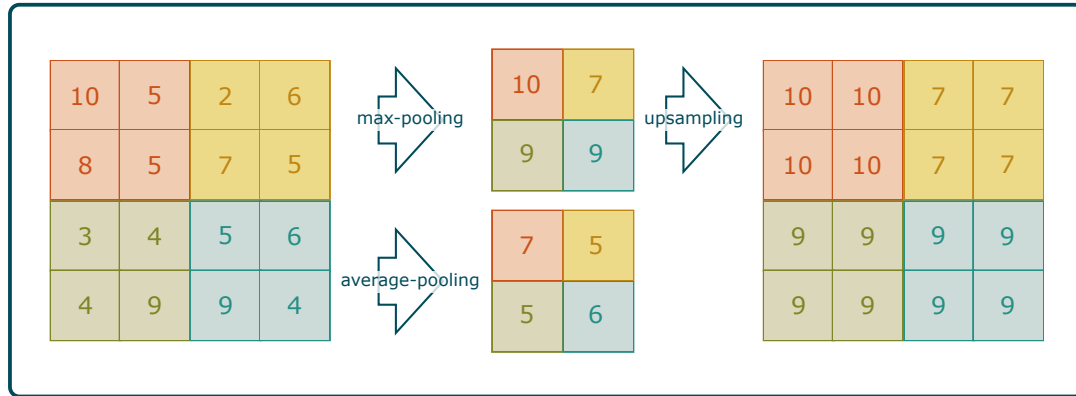 10 5 2 6
8 5 7 5
3 4 5 6
4 9 9 4
max-pooling
average-pooling
10 7
9 9
7 5
5 6
upsampling
10 10 7 7
10 10 7 7
9 9 9 9
9 9 9 9